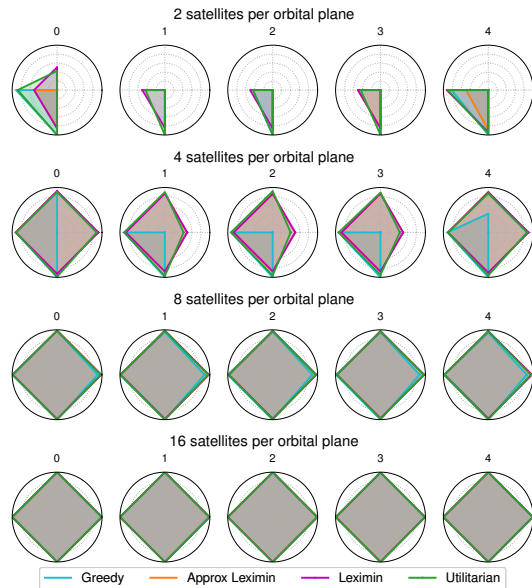 2 satellites per orbital plane
0 1 2 3 4
4 satellites per orbital plane
0 1 2 3 4
8 satellites per orbital plane
0 1 2 3 4
16 satellites per orbital plane
0 1 2 3 4
Greedy Approx Leximin Leximin Utilitarian